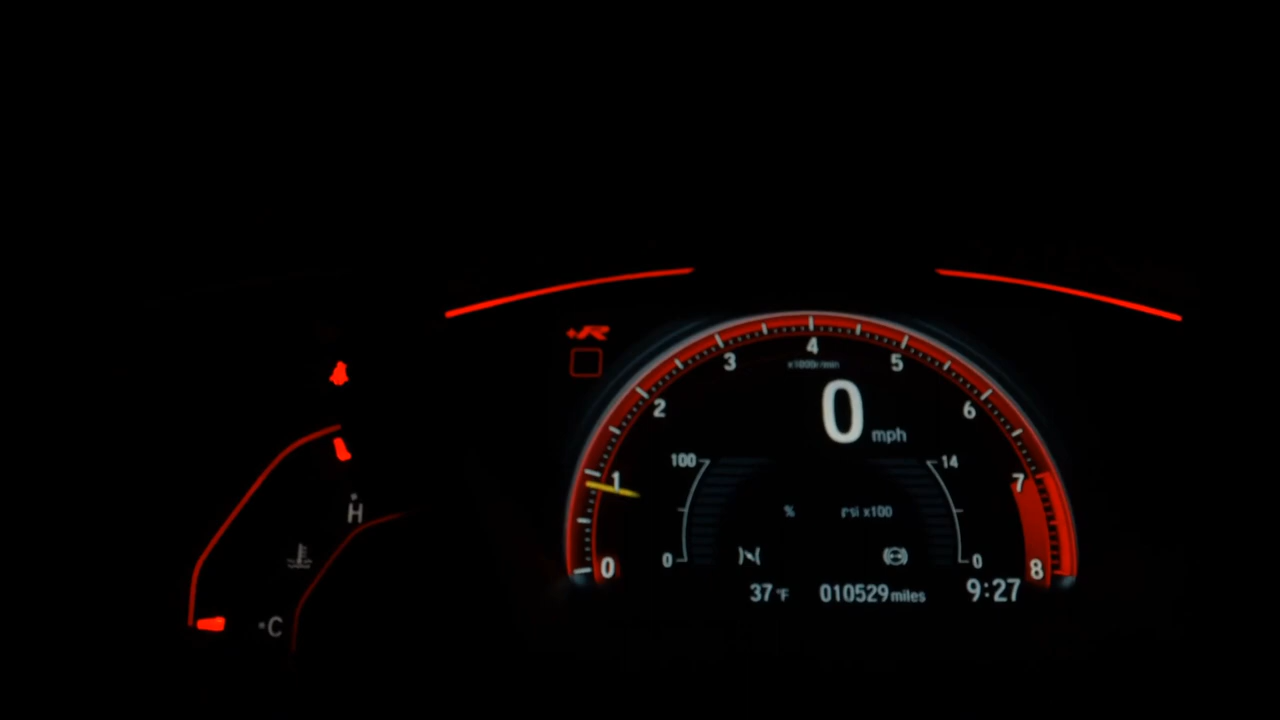 +R
4
3 5
x1000r/min
2 0 mph 6
100 14
1 7
H % psi x100
0 0
0 8
37°F 010529 miles 9:27
C